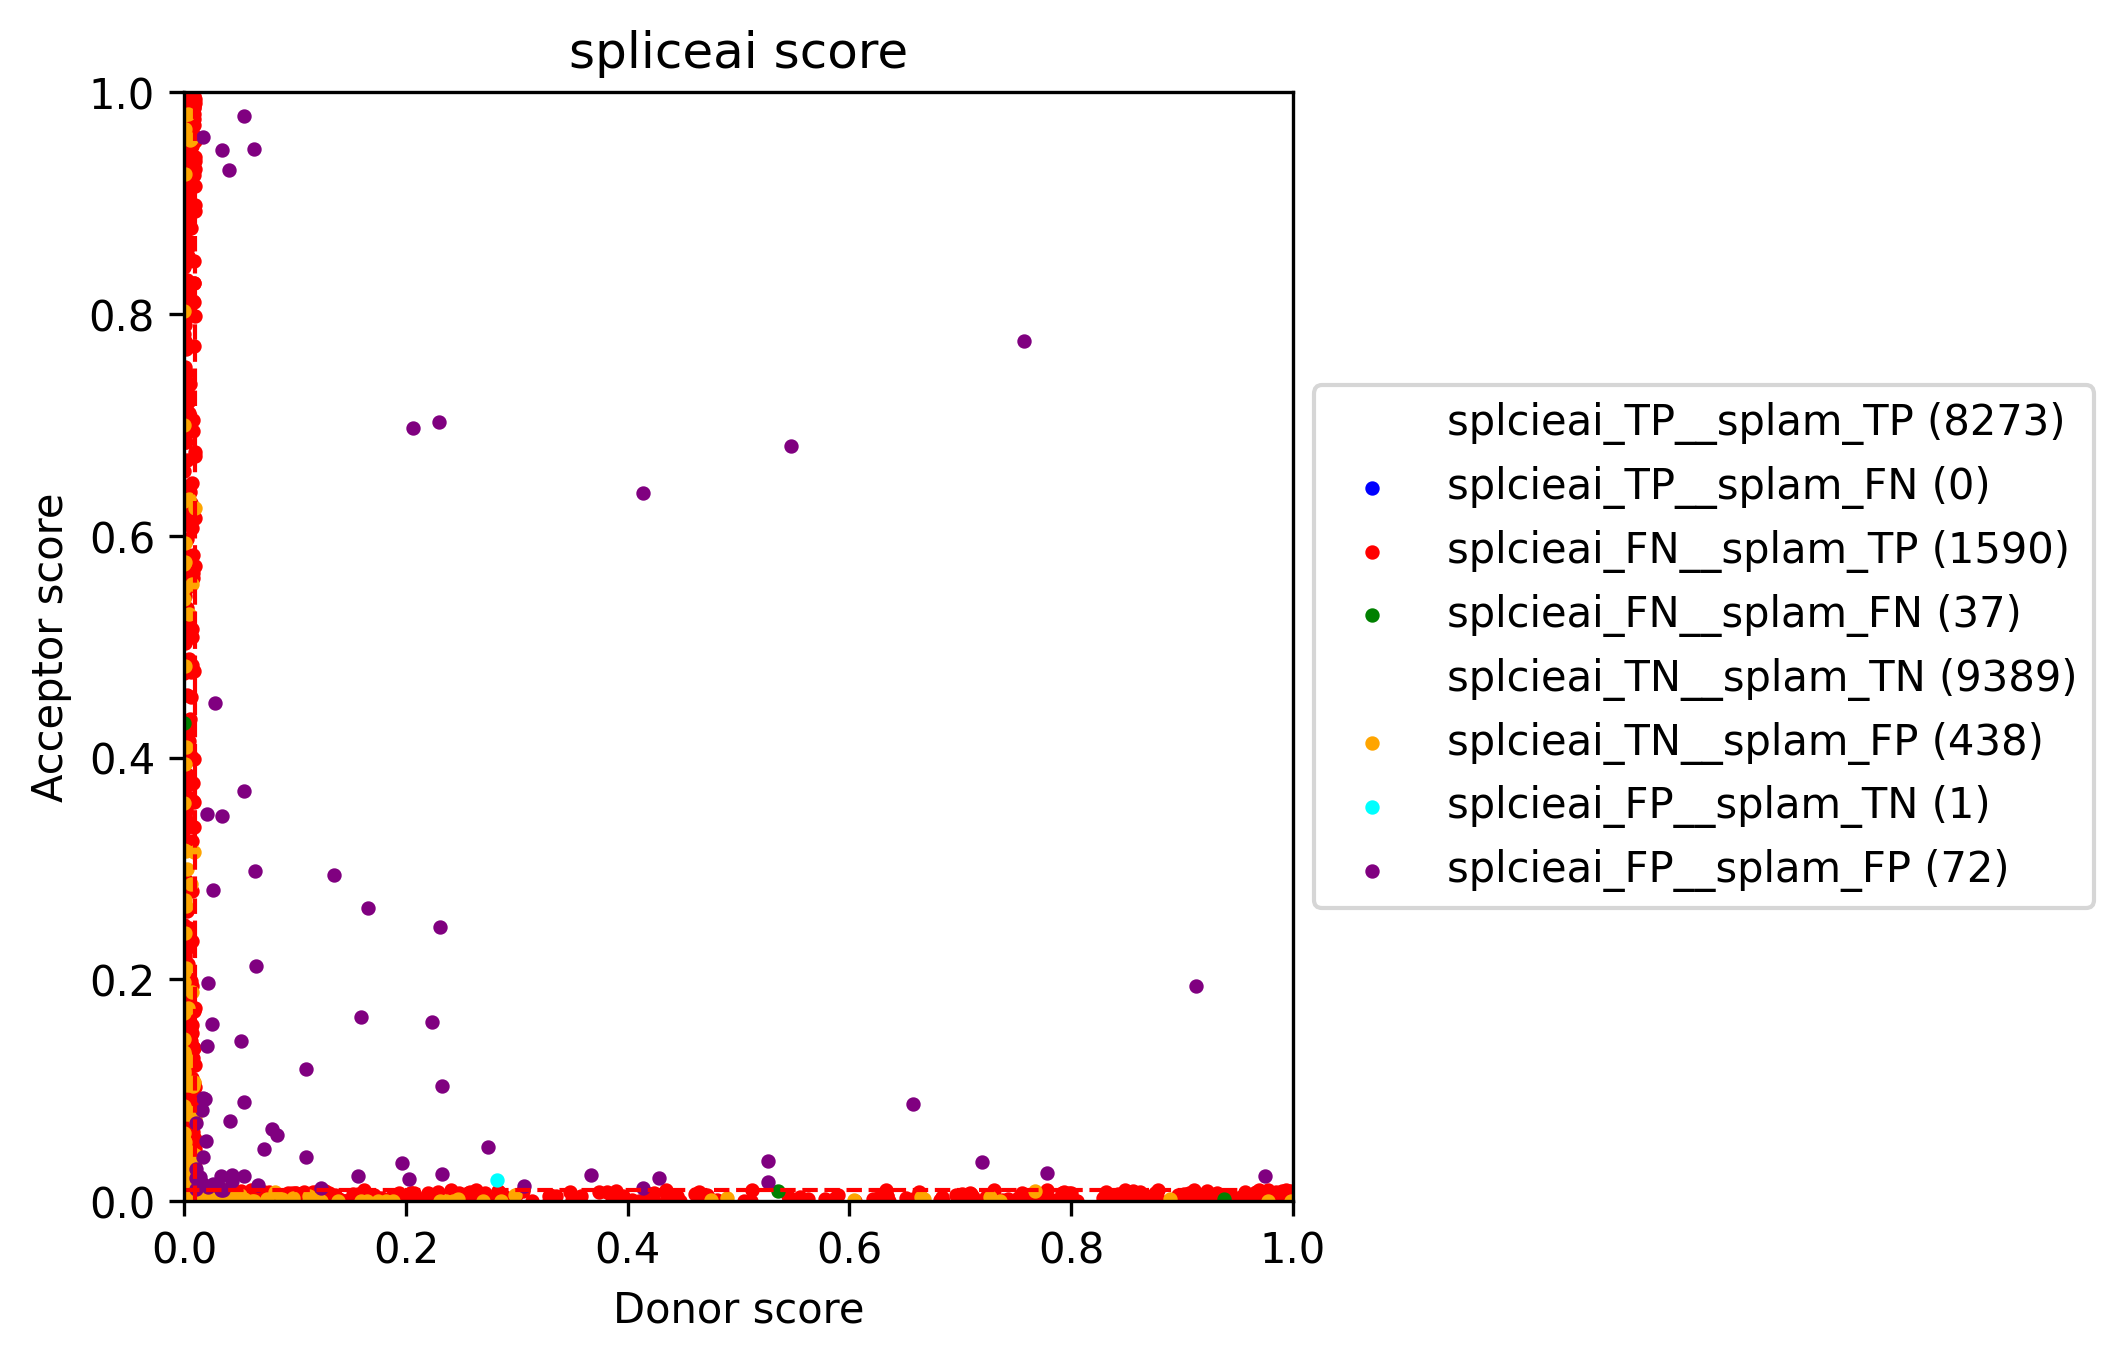 spliceai score
1.0
0.8
0.6
0.4
0.2
0.0
Acceptor score
0.0 0.2 0.4 0.6 0.8 1.0
Donor score
splcieai_TP__splam_TP (8273)
splcieai_TP__splam_FN (0)
splcieai_FN__splam_TP (1590)
splcieai_FN__splam_FN (37)
splcieai_TN__splam_TN (9389)
splcieai_TN__splam_FP (438)
splcieai_FP__splam_TN (1)
splcieai_FP__splam_FP (72)